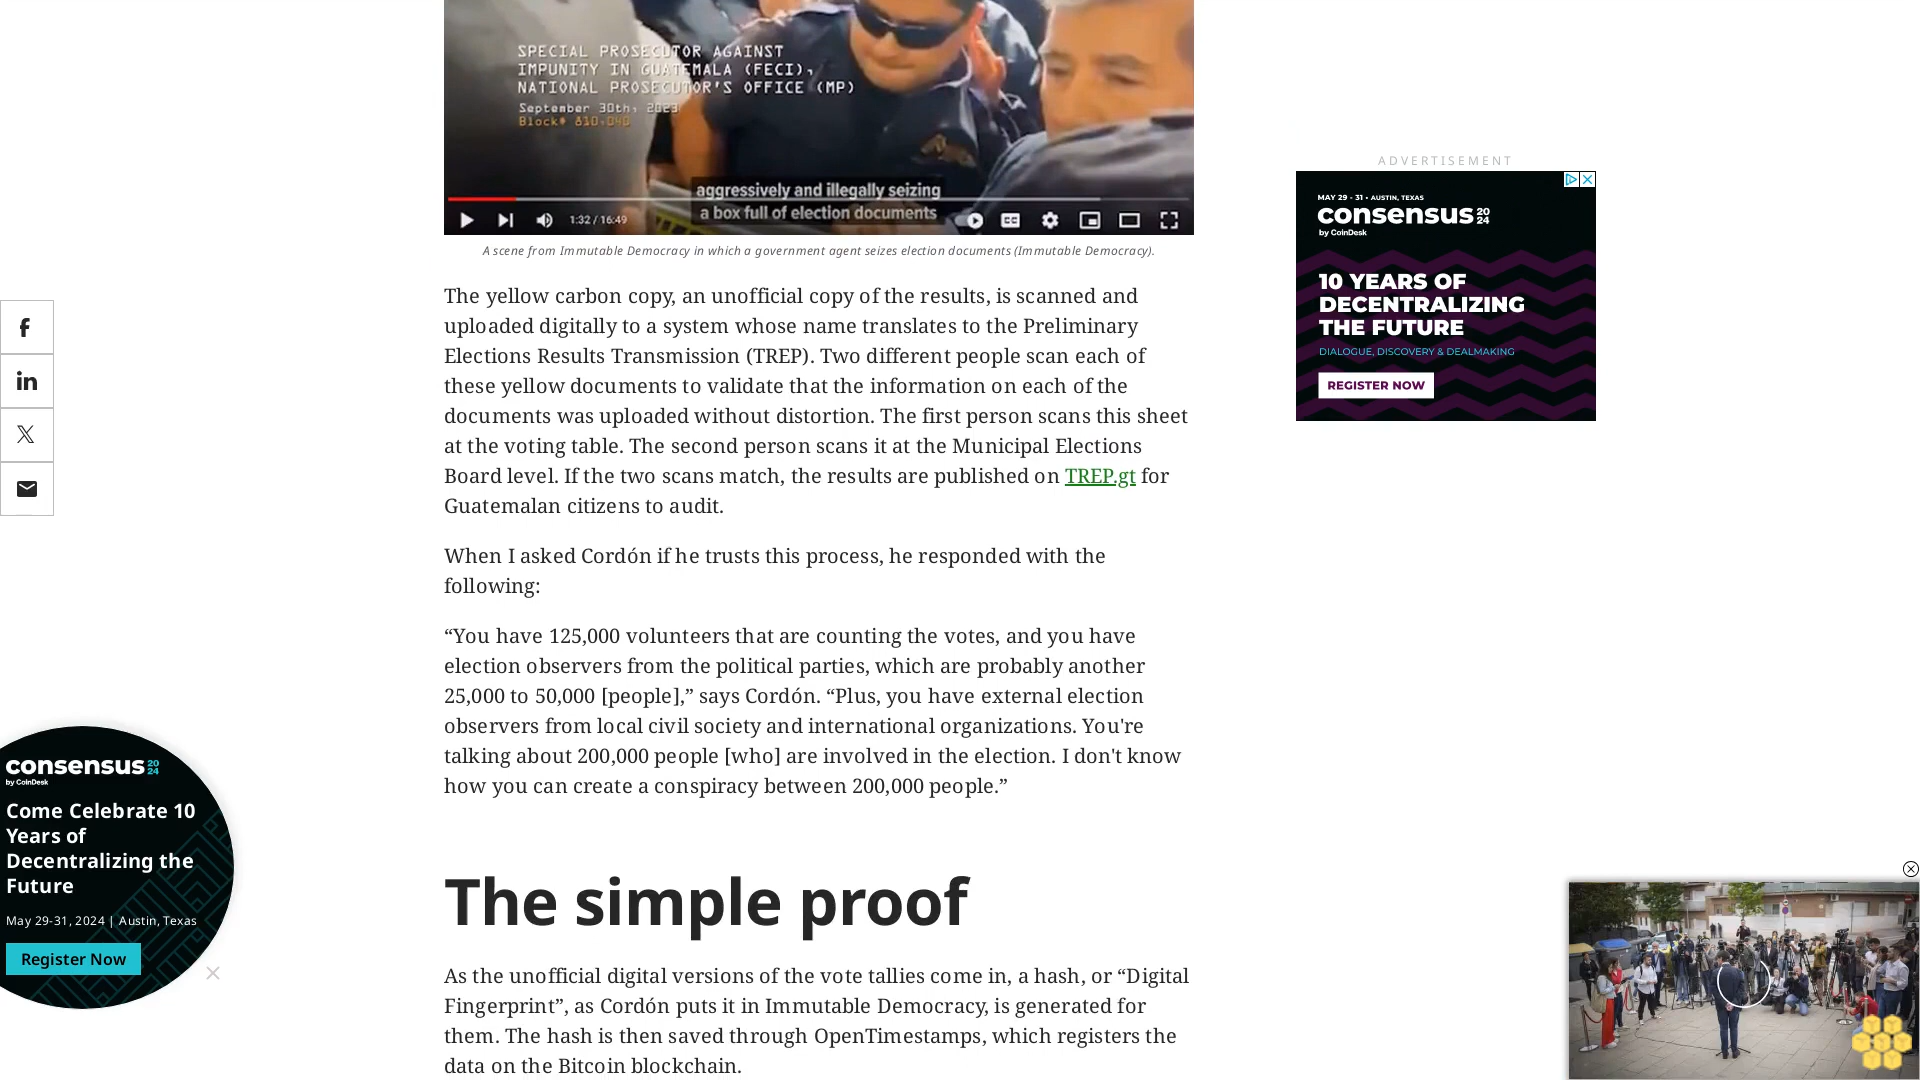 SPECIAL PROSECUTOR AGAINST
IMPUNITY IN GUATEMALA (FECI),
NATIONAL PROSECUTOR'S OFFICE (MP)
September 30th, 2023
Block# 810,040
aggressively and illegally seizing
a box full of election documents
1:32 / 16:49
A scene from Immutable Democracy in which a government agent seizes election documents (Immutable Democracy).
The yellow carbon copy, an unofficial copy of the results, is scanned and
uploaded digitally to a system whose name translates to the Preliminary
Elections Results Transmission (TREP). Two different people scan each of
these yellow documents to validate that the information on each of the
documents was uploaded without distortion. The first person scans this sheet
at the voting table. The second person scans it at the Municipal Elections
Board level. If the two scans match, the results are published on TREP.gt for
Guatemalan citizens to audit.
When I asked Cordón if he trusts this process, he responded with the
following:
“You have 125,000 volunteers that are counting the votes, and you have
election observers from the political parties, which are probably another
25,000 to 50,000 [people],” says Cordón. “Plus, you have external election
observers from local civil society and international organizations. You're
talking about 200,000 people [who] are involved in the election. I don't know
how you can create a conspiracy between 200,000 people.”
The simple proof
As the unofficial digital versions of the vote tallies come in, a hash, or “Digital
Fingerprint”, as Cordón puts it in Immutable Democracy, is generated for
them. The hash is then saved through OpenTimestamps, which registers the
data on the Bitcoin blockchain.
ADVERTISEMENT
MAY 29 - 31 • AUSTIN, TEXAS
consensus 2024
by CoinDesk
10 YEARS OF
DECENTRALIZING
THE FUTURE
DIALOGUE, DISCOVERY & DEALMAKING
REGISTER NOW
consensus 2024
by CoinDesk
Come Celebrate 10
Years of
Decentralizing the
Future
May 29-31, 2024 | Austin, Texas
Register Now